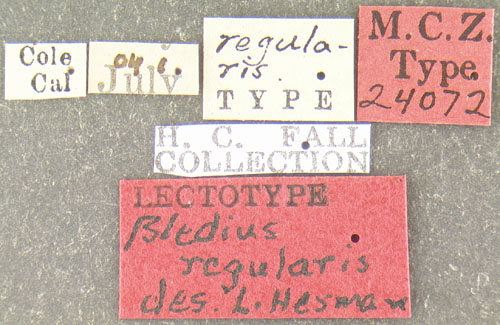 Cole
Cal
July
regula-
ris.
TYPE
M.C.Z.
Type
24072
H. C. FALL
COLLECTION
LECTOTYPE
Bledius
regularis
des. L. Herman